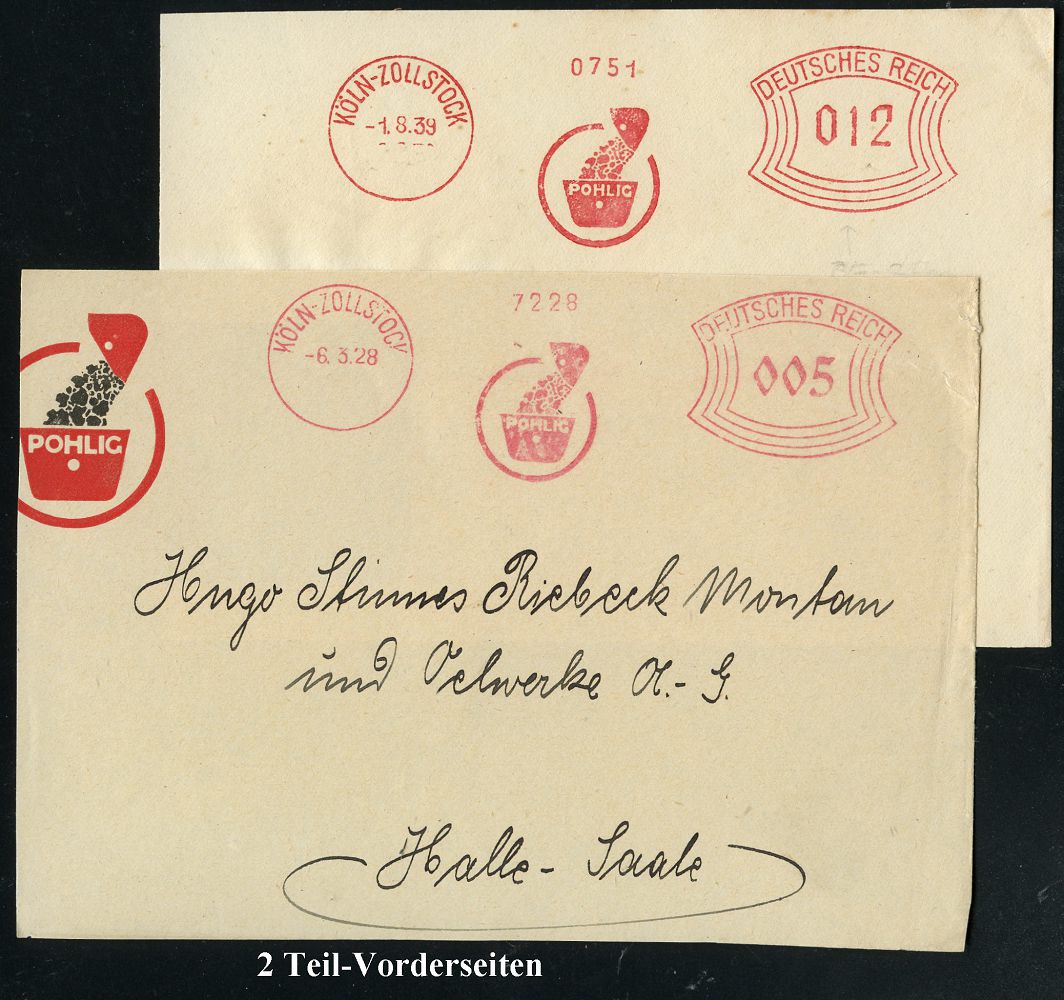 KÖLN-ZOLLSTOCK
-1.8.39
0751
POHLIG
DEUTSCHES REICH
012
KÖLN-ZOLLSTOCK
-6.3.28
7228
POHLIG
DEUTSCHES REICH
005
POHLIG
Hugo Stinnes Riebeck Montan
und Oelwerke A.-G.
Halle-Saale
2 Teil-Vorderseiten